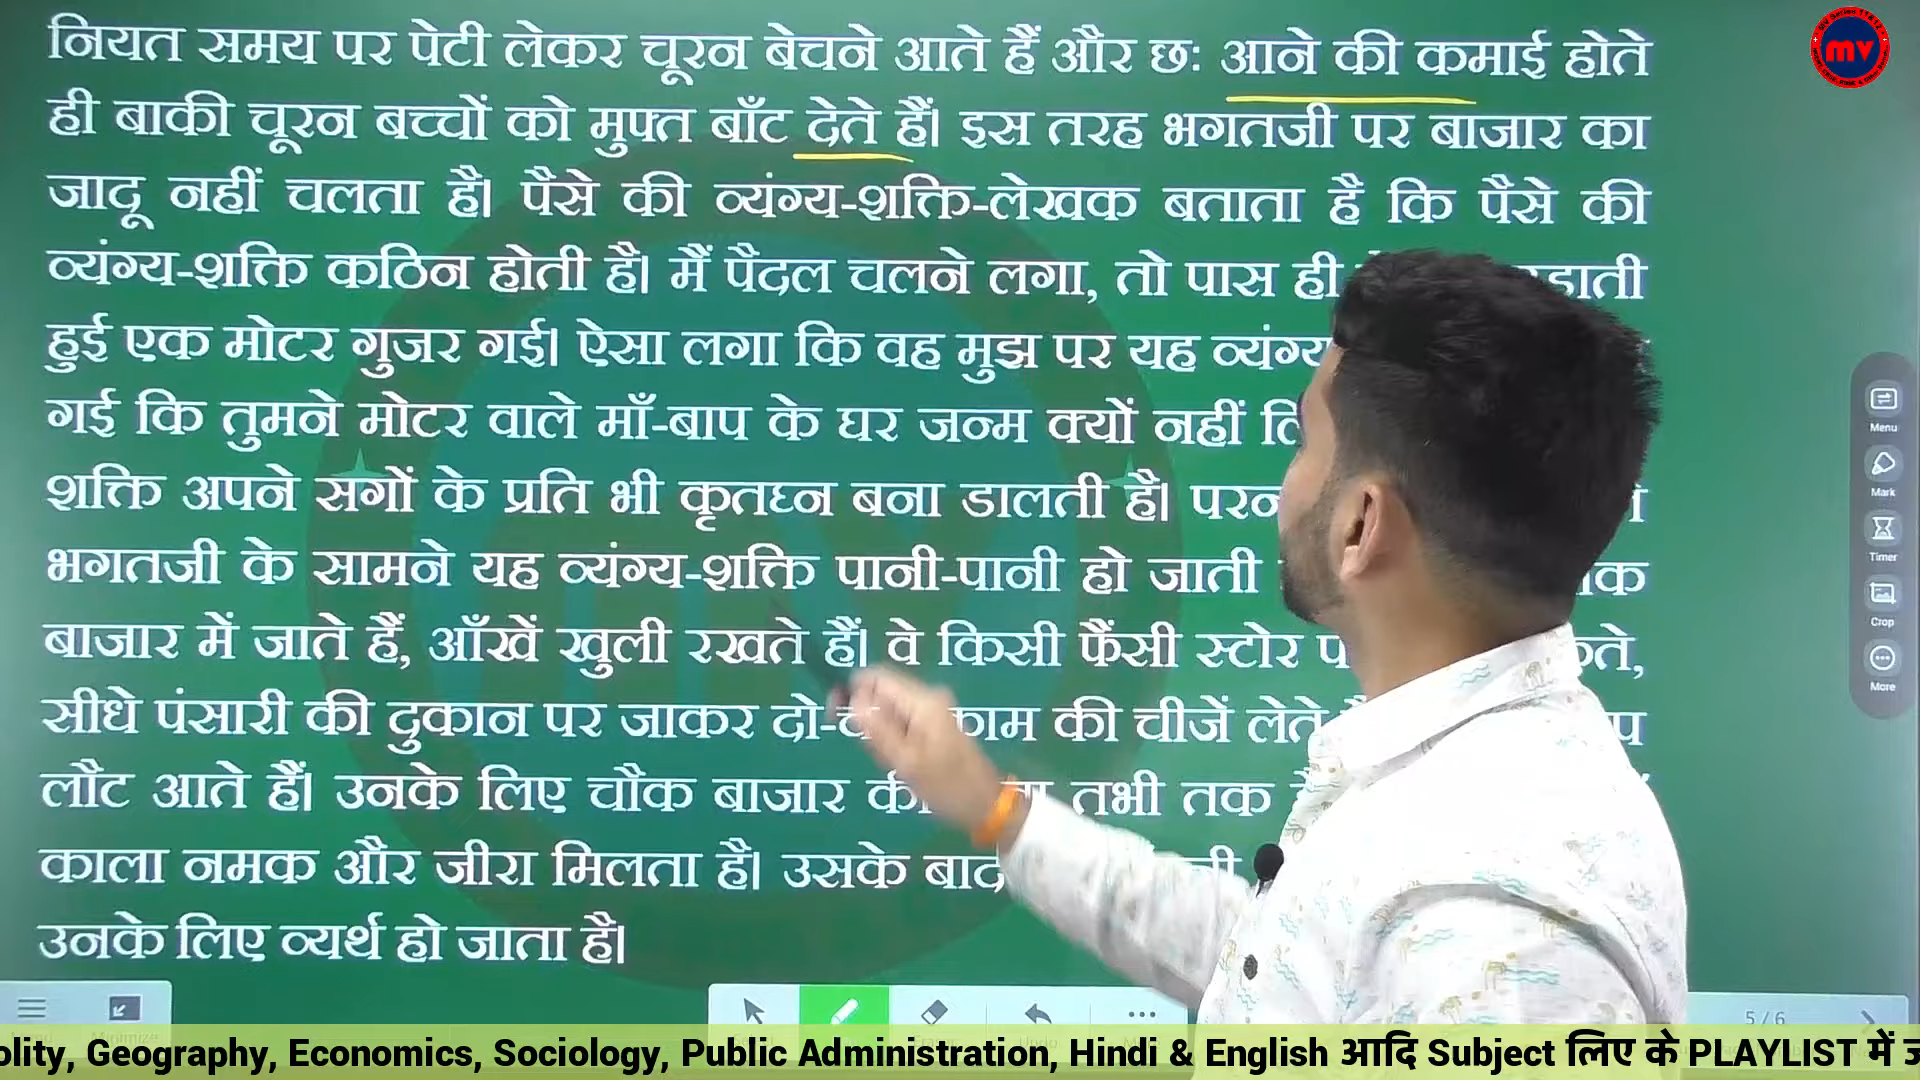 नियत समय पर पेटी लेकर चूरन बेचने आते हैं और छः आने की कमाई होते
ही बाकी चूरन बच्चों को मुफ्त बाँट देते हैं। इस तरह भगतजी पर बाजार का
जादू नहीं चलता है। पैसे की व्यंग्य-शक्ति-लेखक बताता है कि पैसे की
व्यंग्य-शक्ति कठिन होती है। मैं पैदल चलने लगा, तो पास ही
हुई एक मोटर गुजर गई। ऐसा लगा कि वह मुझ पर यह व्यंग्य
गई कि तुमने मोटर वाले माँ-बाप के घर जन्म क्यों नहीं
शक्ति अपने सगों के प्रति भी कृतघ्न बना डालती है।
भगतजी के सामने यह व्यंग्य-शक्ति पानी-पानी हो जाती
बाजार में जाते हैं, आँखें खुली रखते हैं। वे किसी फैंसी स्टोर
सीधे पंसारी की दुकान पर जाकर काम की चीजें लेते
लौट आते हैं। उनके लिए चौक बाजार तभी तक
काला नमक और जीरा मिलता है। उसके बाद
उनके लिए व्यर्थ हो जाता है।
mv
Menu
Mark
Timer
Crop
More
5 / 6
Geography, Economics, Sociology, Public Administration, Hindi & English आदि Subject लिए के PLAYLIST में